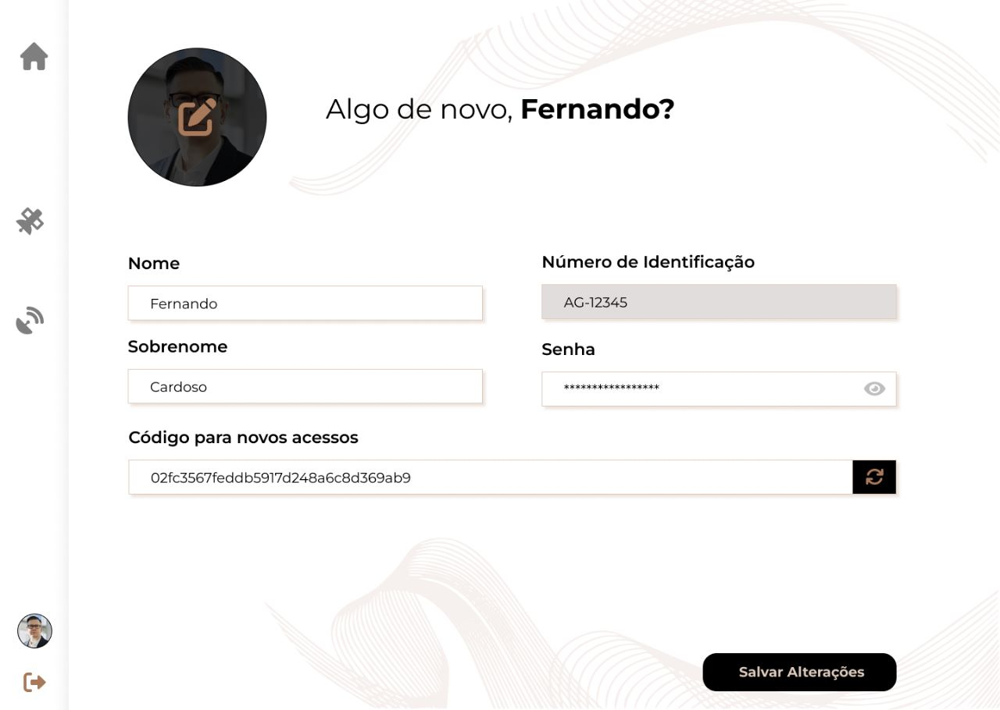 Algo de novo, Fernando?
Nome
Fernando
Número de Identificação
AG-12345
Sobrenome
Cardoso
Senha
*****************
Código para novos acessos
02fc3567feddb5917d248a6c8d369ab9
Salvar Alterações